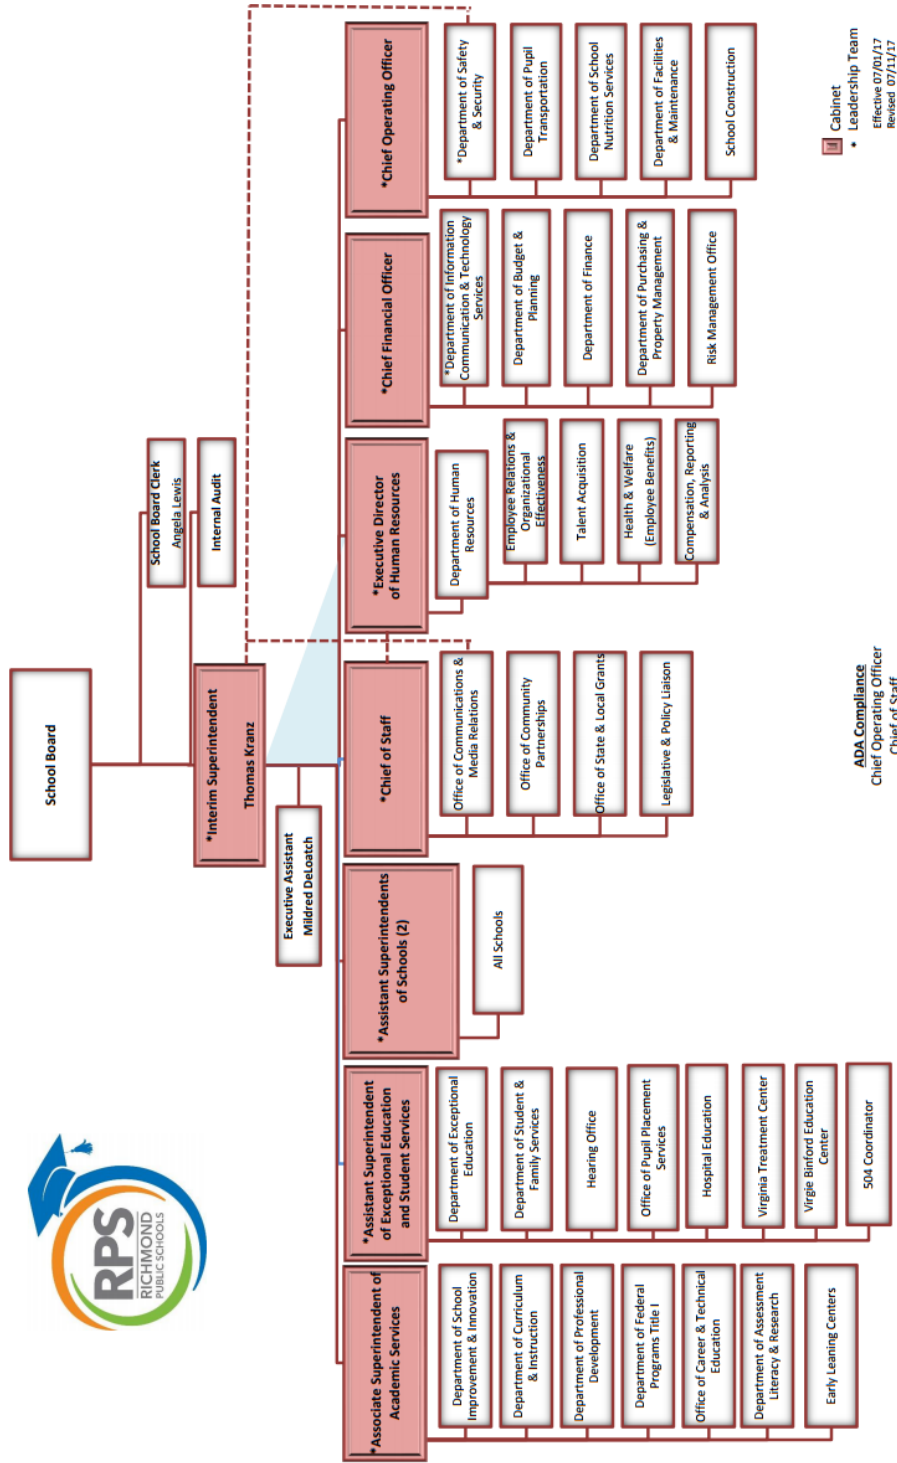 RPS
RICHMOND
PUBLIC SCHOOLS
School Board
School Board Clerk
Angela Lewis
Internal Audit
*Interim Superintendent
Thomas Kranz
Executive Assistant
Mildred DeLoatch
*Associate Superintendent of
Academic Services
Department of School
Improvement & Innovation
Department of Curriculum
& Instruction
Department of Professional
Development
Department of Federal
Programs Title I
Office of Career & Technical
Education
Department of Assessment
Literacy & Research
Early Leaning Centers
*Assistant Superintendent
of Exceptional Education
and Student Services
Department of Exceptional
Education
Department of Student &
Family Services
Hearing Office
Office of Pupil Placement
Services
Hospital Education
Virginia Treatment Center
Virgie Binford Education
Center
504 Coordinator
*Assistant Superintendents
of Schools (2)
All Schools
*Chief of Staff
Office of Communications &
Media Relations
Office of Community
Partnerships
Office of State & Local Grants
Legislative & Policy Liaison
*Executive Director
of Human Resources
Department of Human
Resources
Employee Relations &
Organizational
Effectiveness
Talent Acquisition
Health & Welfare
(Employee Benefits)
Compensation, Reporting
& Analysis
*Chief Financial Officer
*Department of Information
Communication & Technology
Services
Department of Budget &
Planning
Department of Finance
Department of Purchasing &
Property Management
Risk Management Office
*Chief Operating Officer
*Department of Safety
& Security
Department of Pupil
Transportation
Department of School
Nutrition Services
Department of Facilities
& Maintenance
School Construction
ADA Compliance
Chief Operating Officer
Chief of Staff
Cabinet
* Leadership Team
Effective 07/01/17
Revised 07/11/17